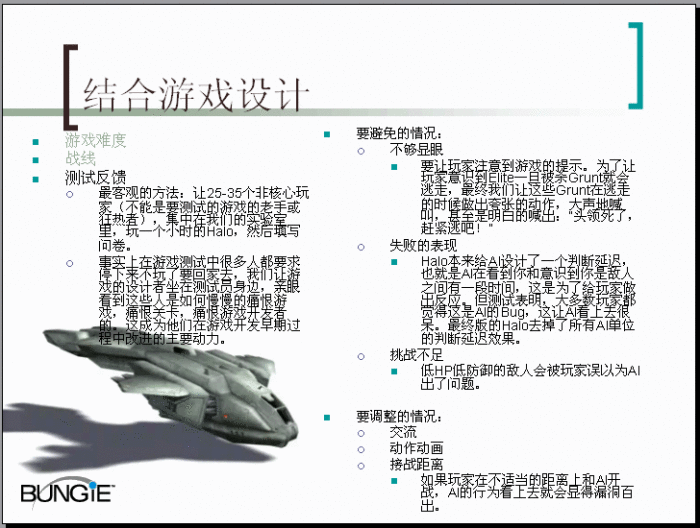 结合游戏设计
游戏难度
战线
测试反馈
最客观的方法：让25-35个非核心玩
家（不能是要测试的游戏的老手或
狂热者），集中在我们的实验室
里，玩一个小时的Halo，然后填写
问卷。
事实上在游戏测试中很多人都要求
停下来不玩了要回家去，我们让游
戏的设计者坐在测试员身边，亲眼
看到这些人是如何慢慢的痛恨游
戏，痛恨关卡，痛恨游戏开发者
的。这成为他们在游戏开发早期过
程中改进的主要动力。
要避免的情况：
不够显眼
要让玩家注意到游戏的提示。为了让
玩家意识到Elite一旦被杀Grunt就会
逃走，最终我们让这些Grunt在逃走
的时候做出夸张的动作，大声地喊
叫，甚至是明白的喊出：“头领死了，
赶紧逃吧！”
失败的表现
Halo本来给AI设计了一个判断延迟，
也就是AI在看到你和意识到你是敌人
之间有一段时间，这是为了给玩家做
出反应。但测试表明，大多数玩家都
觉得这是AI的Bug，这让AI看上去很
呆。最终版的Halo去掉了所有AI单位
的判断延迟效果。
挑战不足
低HP低防御的敌人会被玩家误以为AI
出了问题。
要调整的情况：
交流
动作动画
接战距离
如果玩家在不适当的距离上和AI开
战，AI的行为看上去就会显得漏洞百
出。
BUNGiE™